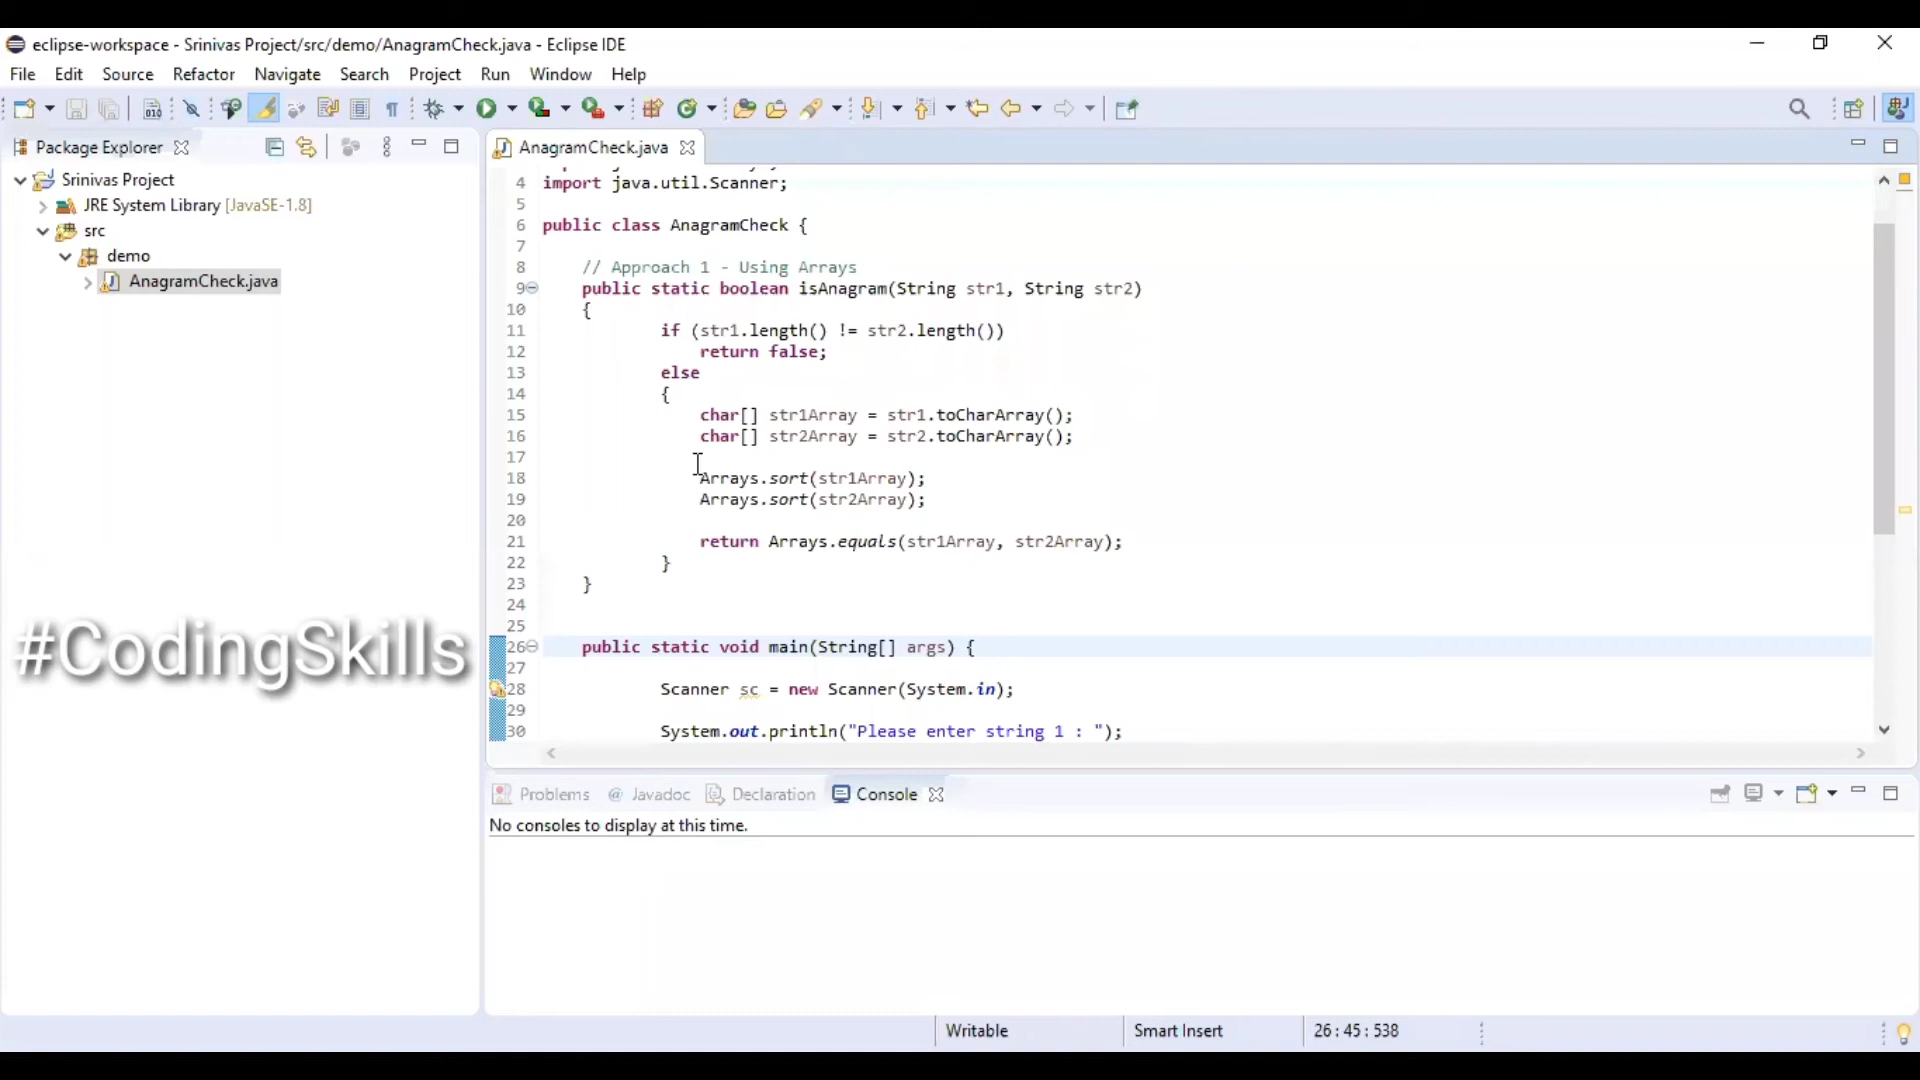 eclipse-workspace - Srinivas Project/src/demo/AnagramCheck.java - Eclipse IDE
File Edit Source Refactor Navigate Search Project Run Window Help
Package Explorer
Srinivas Project
JRE System Library [JavaSE-1.8]
src
demo
AnagramCheck.java
#CodingSkills
AnagramCheck.java
4 import java.util.Scanner;
5
6 public class AnagramCheck {
7
8 // Approach 1 - Using Arrays
9 public static boolean isAnagram(String str1, String str2)
10 {
11 if (str1.length() != str2.length())
12 return false;
13 else
14 {
15 char[] str1Array = str1.toCharArray();
16 char[] str2Array = str2.toCharArray();
17
18 Arrays.sort(str1Array);
19 Arrays.sort(str2Array);
20
21 return Arrays.equals(str1Array, str2Array);
22 }
23 }
24
25
26 public static void main(String[] args) {
27
28 Scanner sc = new Scanner(System.in);
29
30 System.out.println("Please enter string 1 : ");
Problems @ Javadoc Declaration Console
No consoles to display at this time.
Writable Smart Insert 26 : 45 : 538